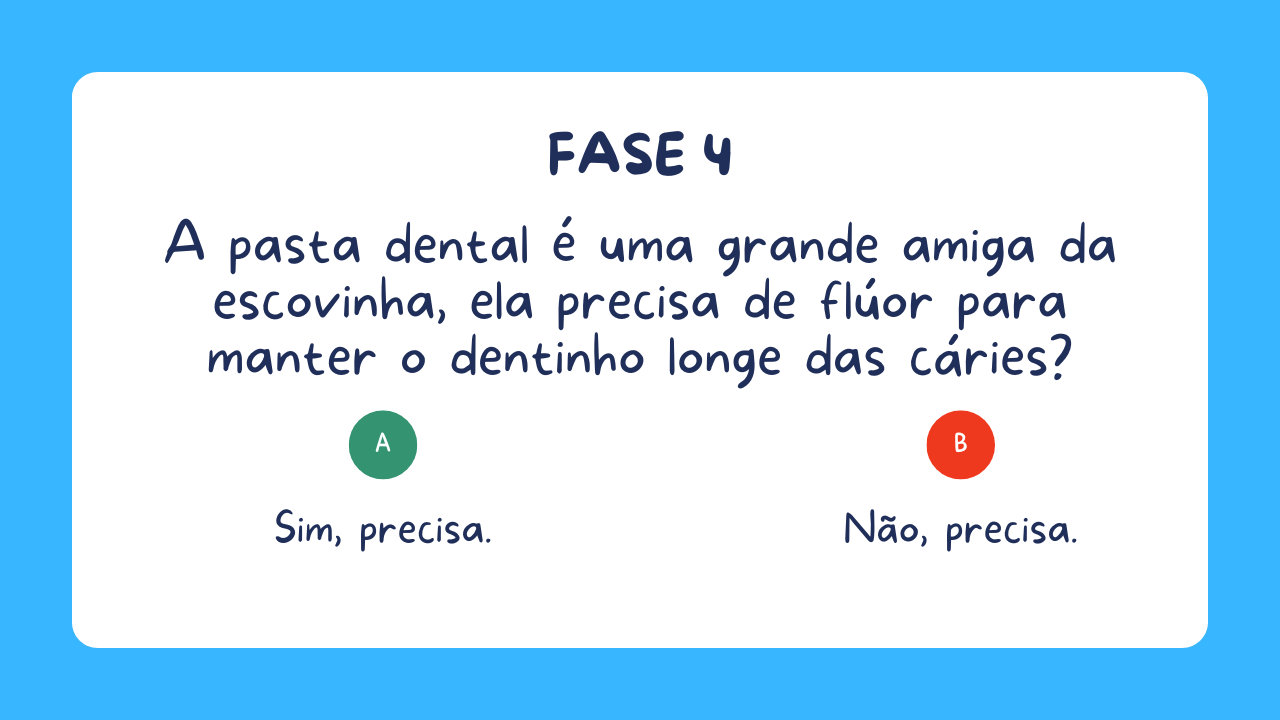 FASE 4
A pasta dental é uma grande amiga da
escovinha, ela precisa de flúor para
manter o dentinho longe das cáries?
A
B
Sim, precisa.
Não, precisa.